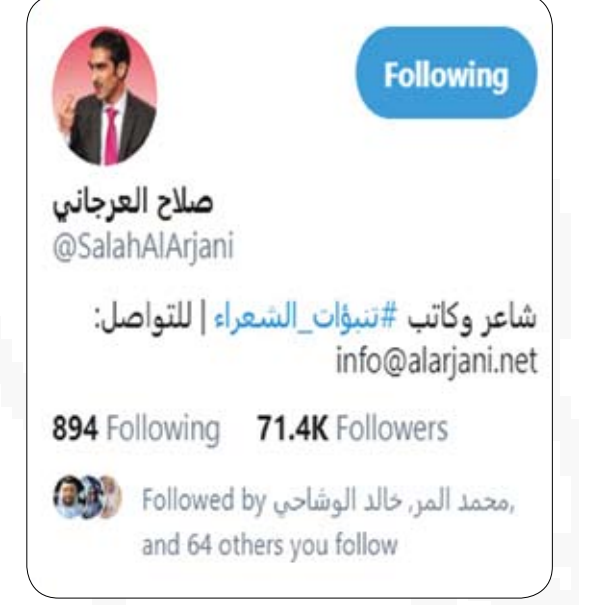 Following
صلاح العرجاني
@SalahAlArjani
شاعر وكاتب #تنبؤات_الشعراء | للتواصل:
info@alarjani.net
894 Following 71.4K Followers
Followed by محمد المر, خالد الوشاحي,
and 64 others you follow